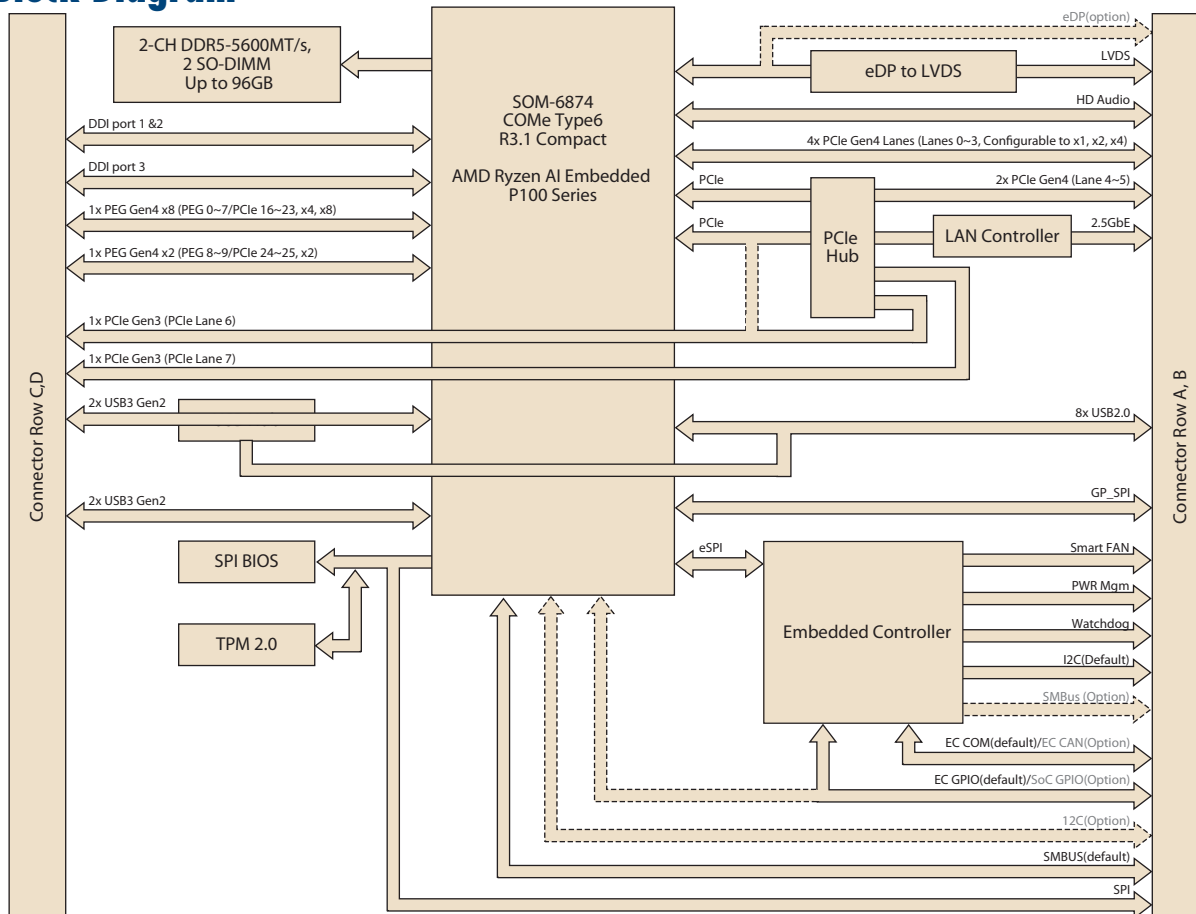 Block Diagram
2-CH DDR5-5600MT/s,
2 SO-DIMM
Up to 96GB
SOM-6874
COMe Type6
R3.1 Compact
AMD Ryzen AI Embedded
P100 Series
Connector Row C,D
DDI port 1 &2
DDI port 3
1x PEG Gen4 x8 (PEG 0~7/PCIe 16~23, x4, x8)
1x PEG Gen4 x2 (PEG 8~9/PCIe 24~25, x2)
1x PCIe Gen3 (PCIe Lane 6)
1x PCIe Gen3 (PCIe Lane 7)
2x USB3 Gen2
2x USB3 Gen2
SPI BIOS
TPM 2.0
eDP(option)
eDP to LVDS
LVDS
HD Audio
4x PCIe Gen4 Lanes (Lanes 0~3, Configurable to x1, x2, x4)
PCIe
2x PCIe Gen4 (Lane 4~5)
PCIe
PCIe
Hub
LAN Controller
2.5GbE
8x USB2.0
GP_SPI
eSPI
Embedded Controller
Smart FAN
PWR Mgm
Watchdog
I2C(Default)
SMBus (Option)
EC COM(default)/EC CAN(Option)
EC GPIO(default)/SoC GPIO(Option)
12C(Option)
SMBUS(default)
SPI
Connector Row A, B